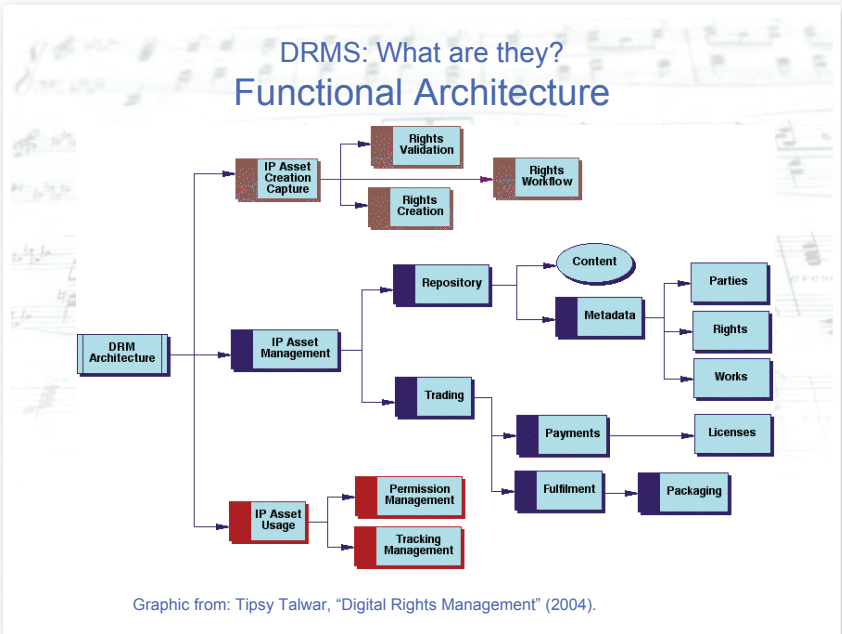 DRMS: What are they?
Functional Architecture
Rights
Validation
IP Asset
Creation
Capture
Rights
Workflow
Rights
Creation
Content
Repository
Parties
Metadata
Rights
DRM
Architecture
IP Asset
Management
Works
Trading
Payments
Licenses
Fulfilment
Packaging
Permission
Management
IP Asset
Usage
Tracking
Management
Graphic from: Tipsy Talwar, “Digital Rights Management” (2004).